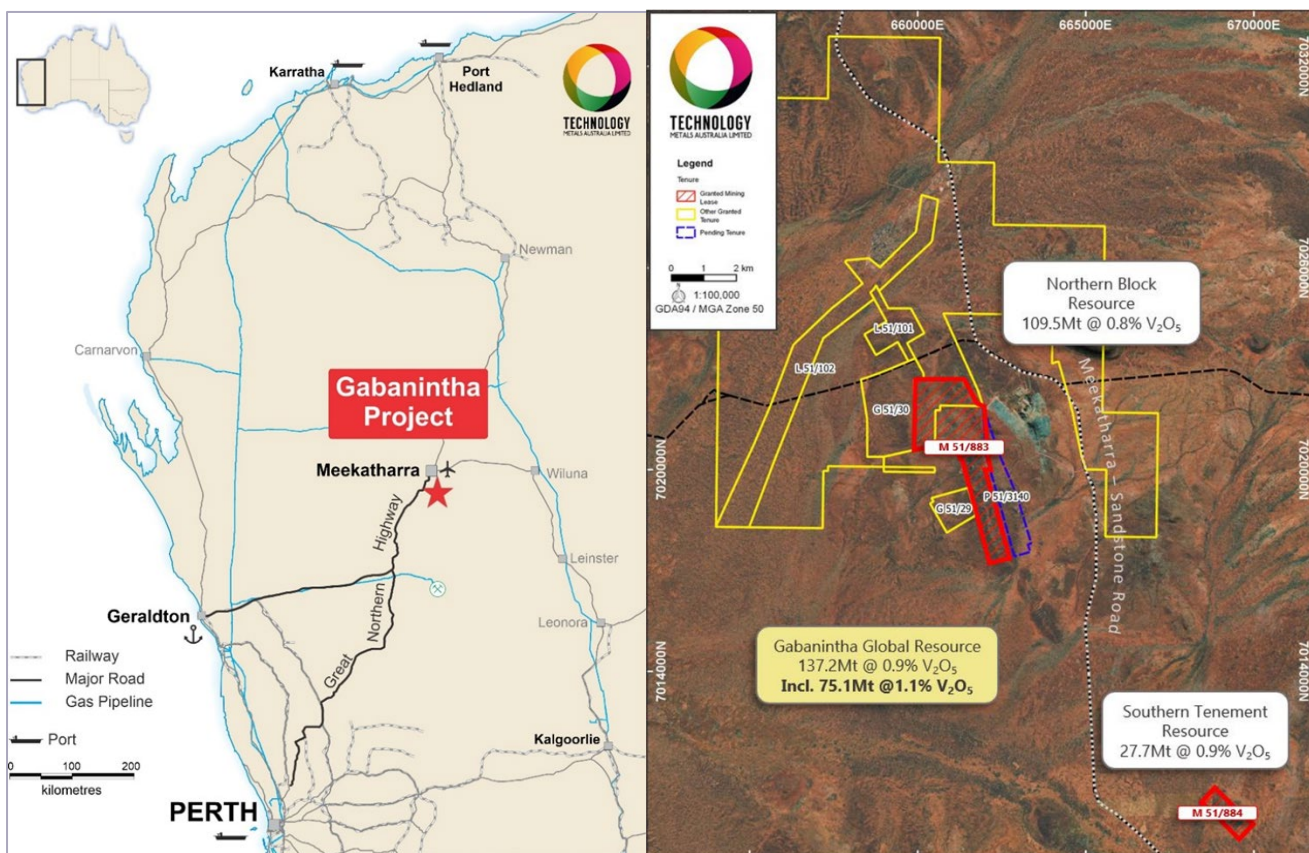 Karratha
Port
Hedland
TECHNOLOGY
METALS AUSTRALIA LIMITED
Newman
Carnarvon
Gabanintha
Project
Meekatharra
Wiluna
Highway
Leinster
Northern
Geraldton
Leonora
Great
Railway
Major Road
Gas Pipeline
Port
Kalgoorlie
0 100 200
kilometres
PERTH
660000E
665000E
670000E
7032000N
TECHNOLOGY
METALS AUSTRALIA LIMITED
Legend
Tenure
Granted Mining
Lease
Other Granted
Tenure
Pending Tenure
0 1 2 km
1:100,000
GDA94 / MGA Zone 50
7026000N
Northern Block
Resource
109.5Mt @ 0.8% V₂O₅
L 51/101
L 51/102
G 51/30
M 51/883
Meekatharra – Sandstone Road
7020000N
7020000N
G 51/29
P 51/3140
Gabanintha Global Resource
137.2Mt @ 0.9% V₂O₅
Incl. 75.1Mt @1.1% V₂O₅
7014000N
7014000N
Southern Tenement
Resource
27.7Mt @ 0.9% V₂O₅
M 51/884